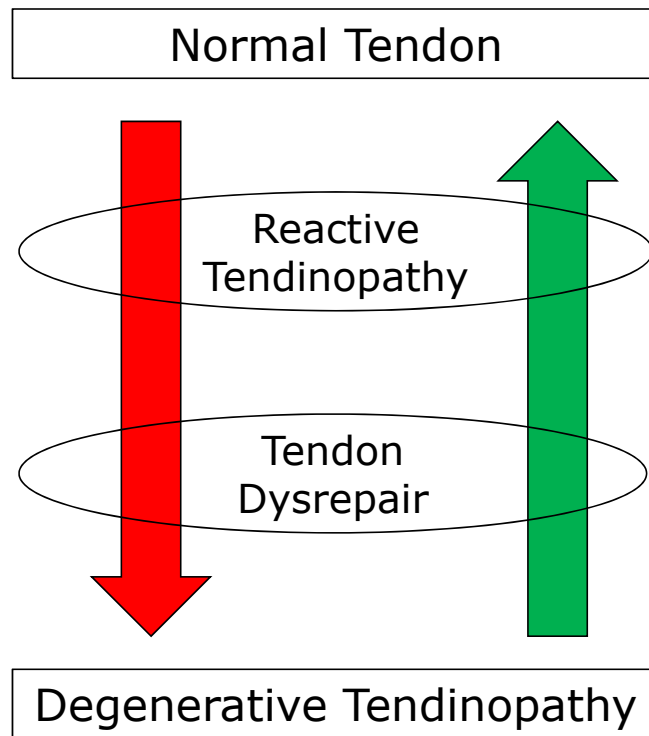 Normal Tendon
Reactive
Tendinopathy
Tendon
Dysrepair
Degenerative Tendinopathy